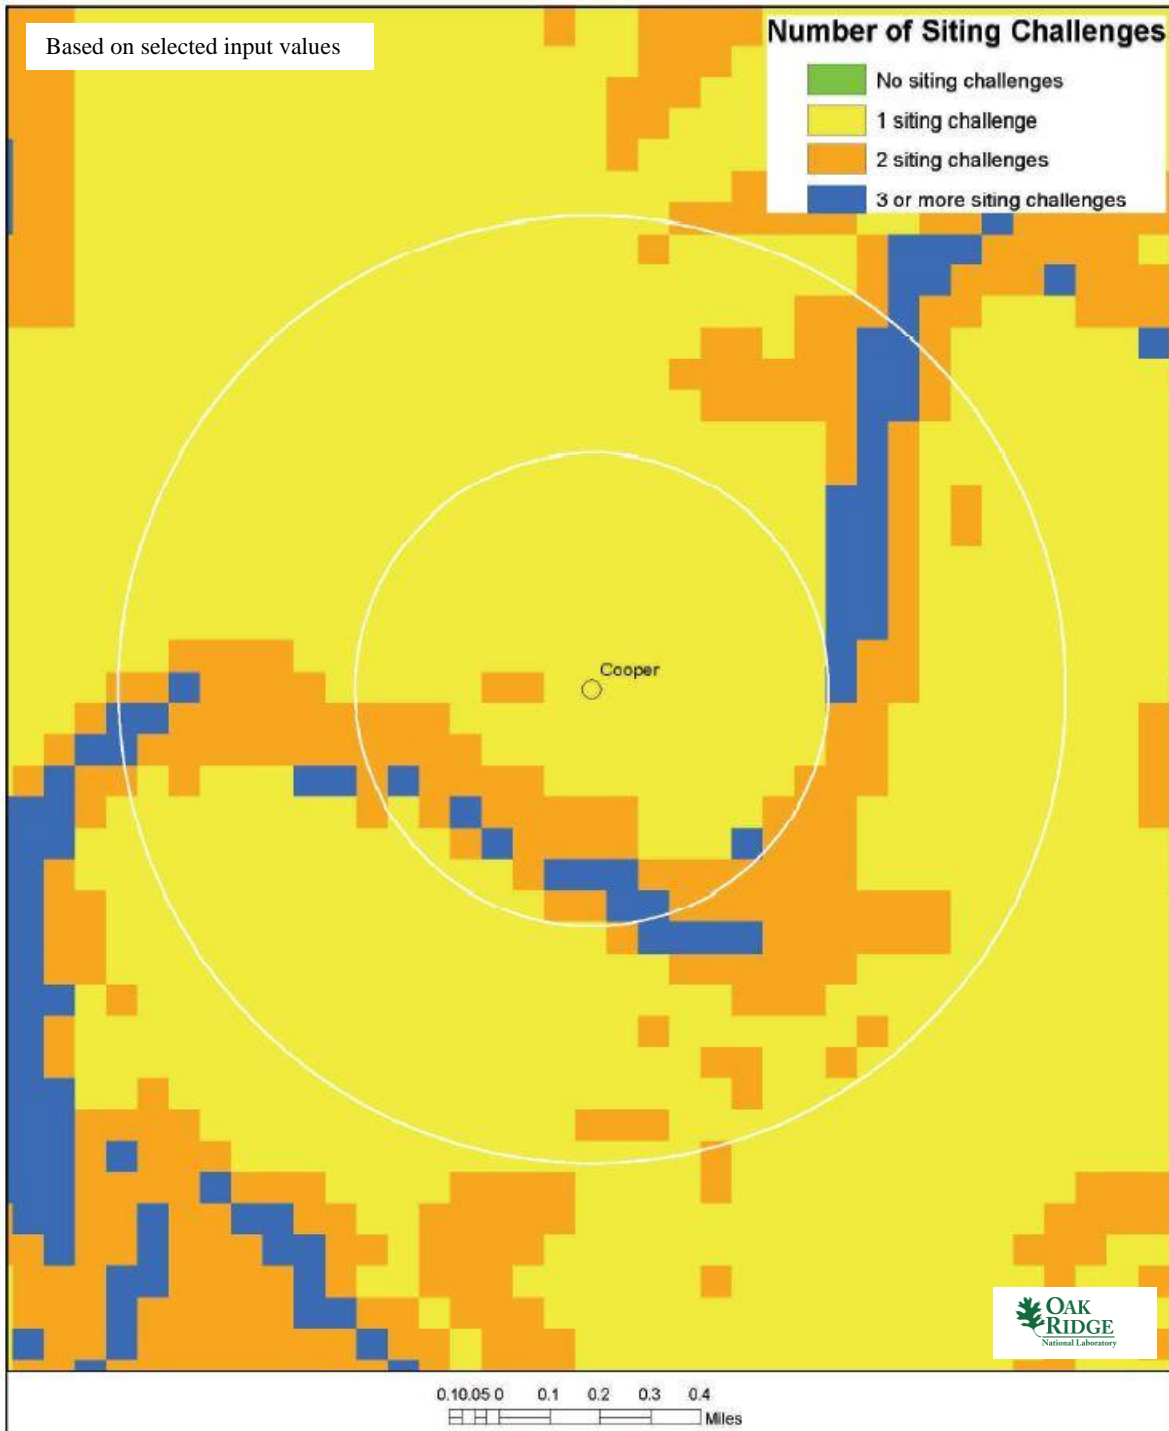 Based on selected input values
Number of Siting Challenges
No siting challenges
1 siting challenge
2 siting challenges
3 or more siting challenges
Cooper
OAK
RIDGE
National Laboratory
0.10.05 0 0.1 0.2 0.3 0.4
Miles